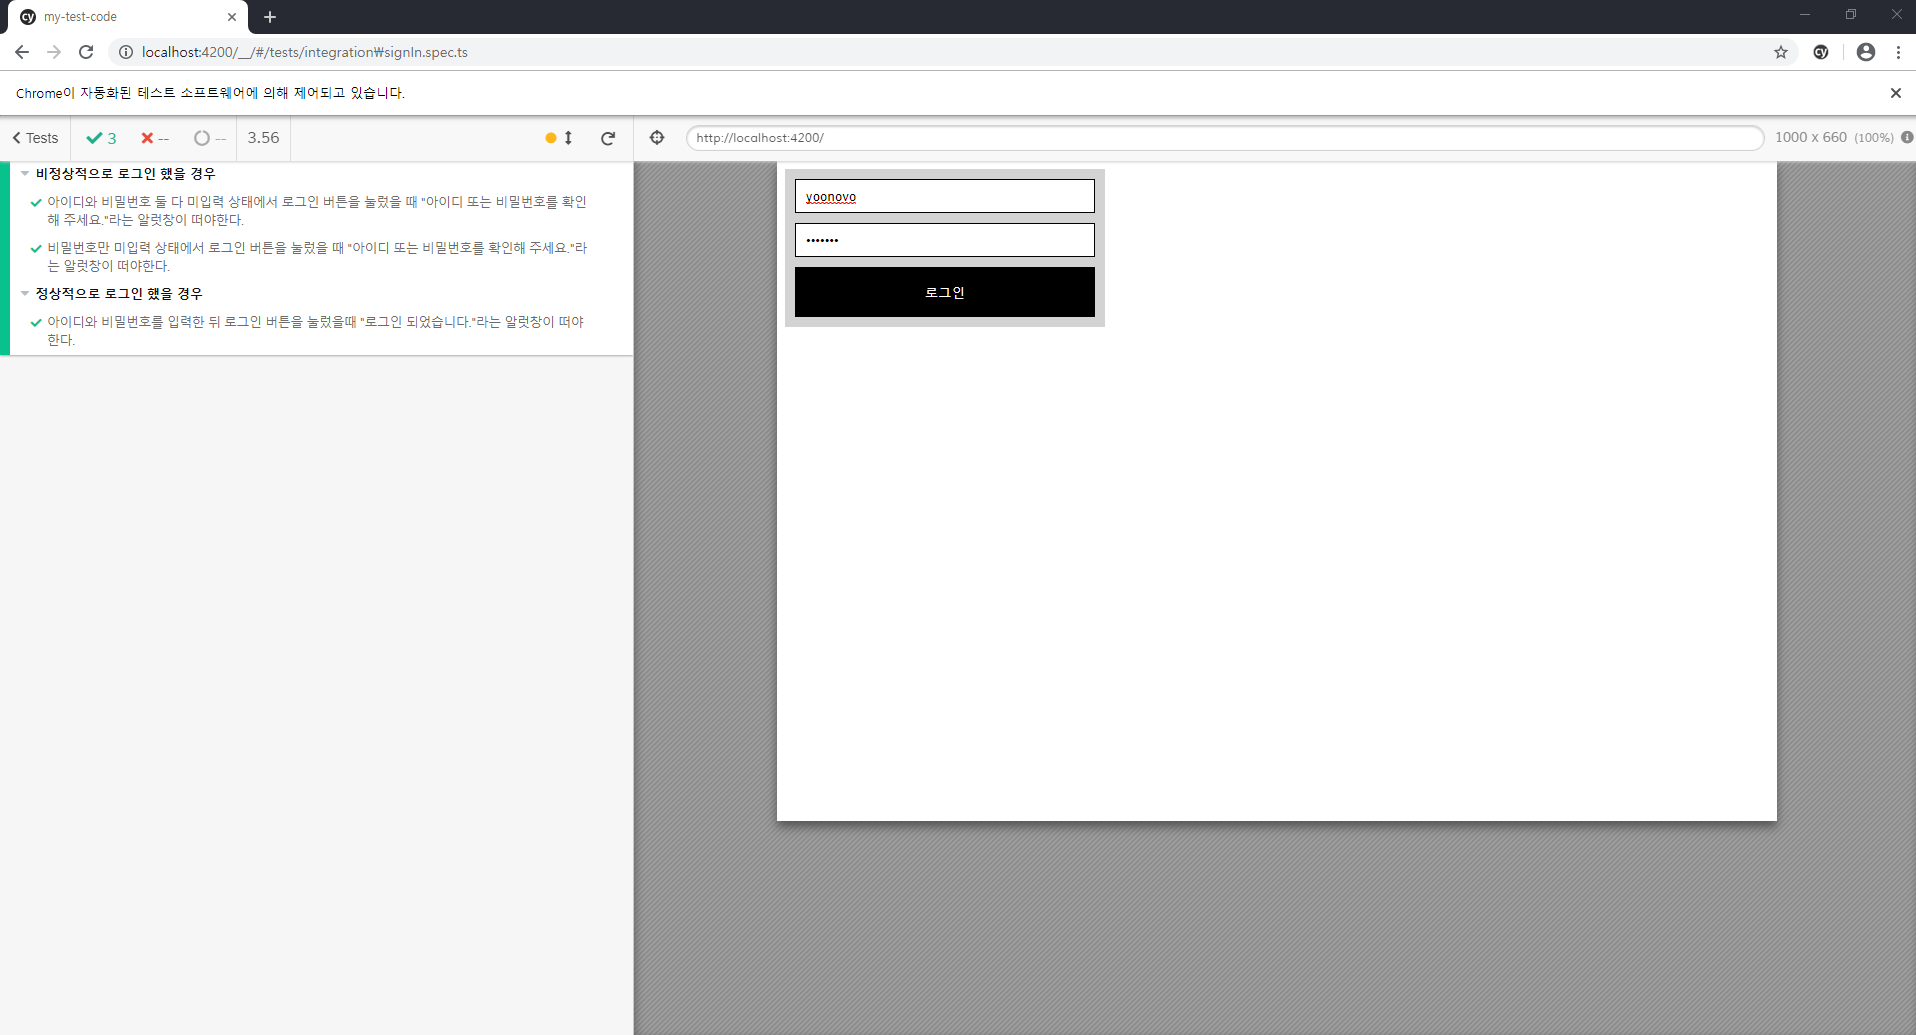 my-test-code
localhost:4200/__/#/tests/integration₩signIn.spec.ts
Chrome이 자동화된 테스트 소프트웨어에 의해 제어되고 있습니다.
Tests 3 -- -- 3.56
http://localhost:4200/ 1000 x 660 (100%)
비정상적으로 로그인 했을 경우
아이디와 비밀번호 둘 다 미입력 상태에서 로그인 버튼을 눌렀을 때 "아이디 또는 비밀번호를 확인
해 주세요."라는 알럿창이 떠야한다.
비밀번호만 미입력 상태에서 로그인 버튼을 눌렀을 때 "아이디 또는 비밀번호를 확인해 주세요."라
는 알럿창이 떠야한다.
정상적으로 로그인 했을 경우
아이디와 비밀번호를 입력한 뒤 로그인 버튼을 눌렀을때 "로그인 되었습니다."라는 알럿창이 떠야
한다.
yoonovo
•••••••
로그인